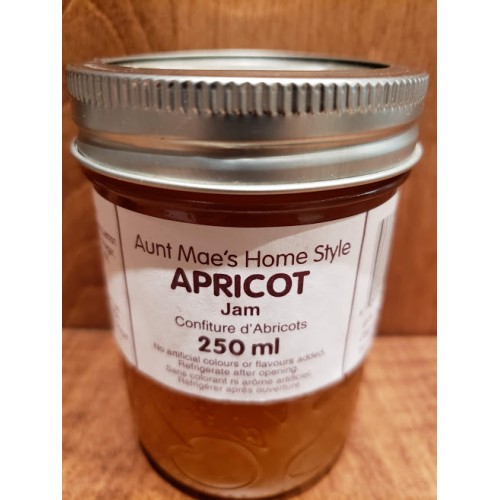 Aunt Mae's Home Style
APRICOT
Jam
Confiture d'Abricots
250 ml
No artificial colours or flavours added.
Refrigerate after opening.
Sans colorant ni arôme artificiel.
Refrigérer après ouverture